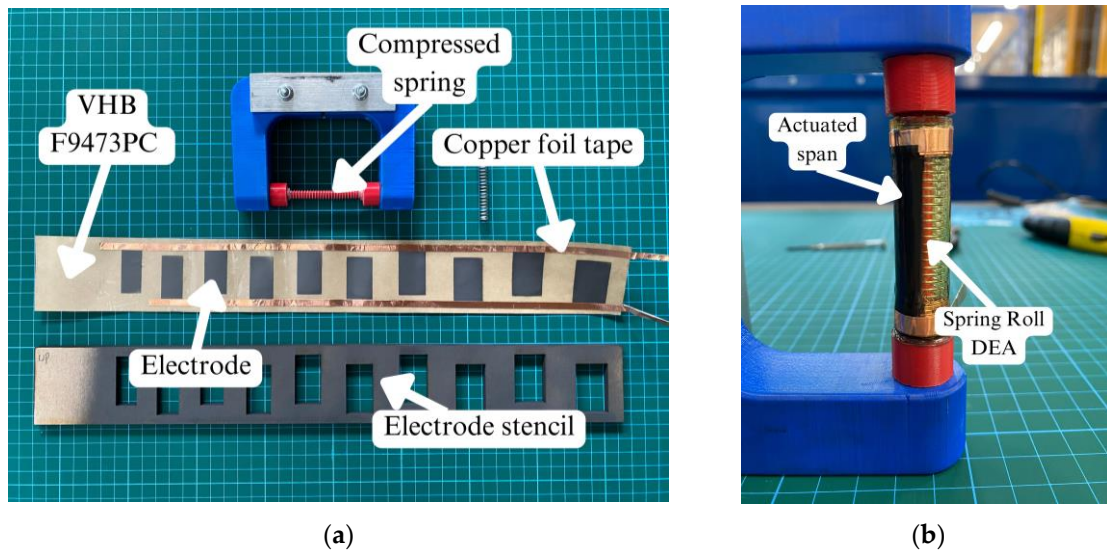 Compressed
spring
VHB
F9473PC
Copper foil tape
Electrode
Electrode stencil
(a)
Actuated
span
Spring Roll
DEA
(b)